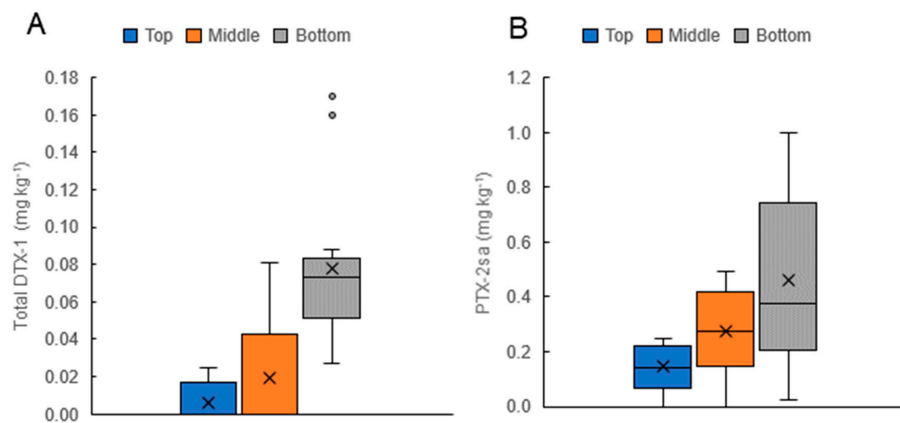 A
Top Middle Bottom
Total DTX-1 (mg kg⁻¹)
0.18
0.16
0.14
0.12
0.10
0.08
0.06
0.04
0.02
0.00
B
Top Middle Bottom
PTX-2sa (mg kg⁻¹)
1.2
1.0
0.8
0.6
0.4
0.2
0.0